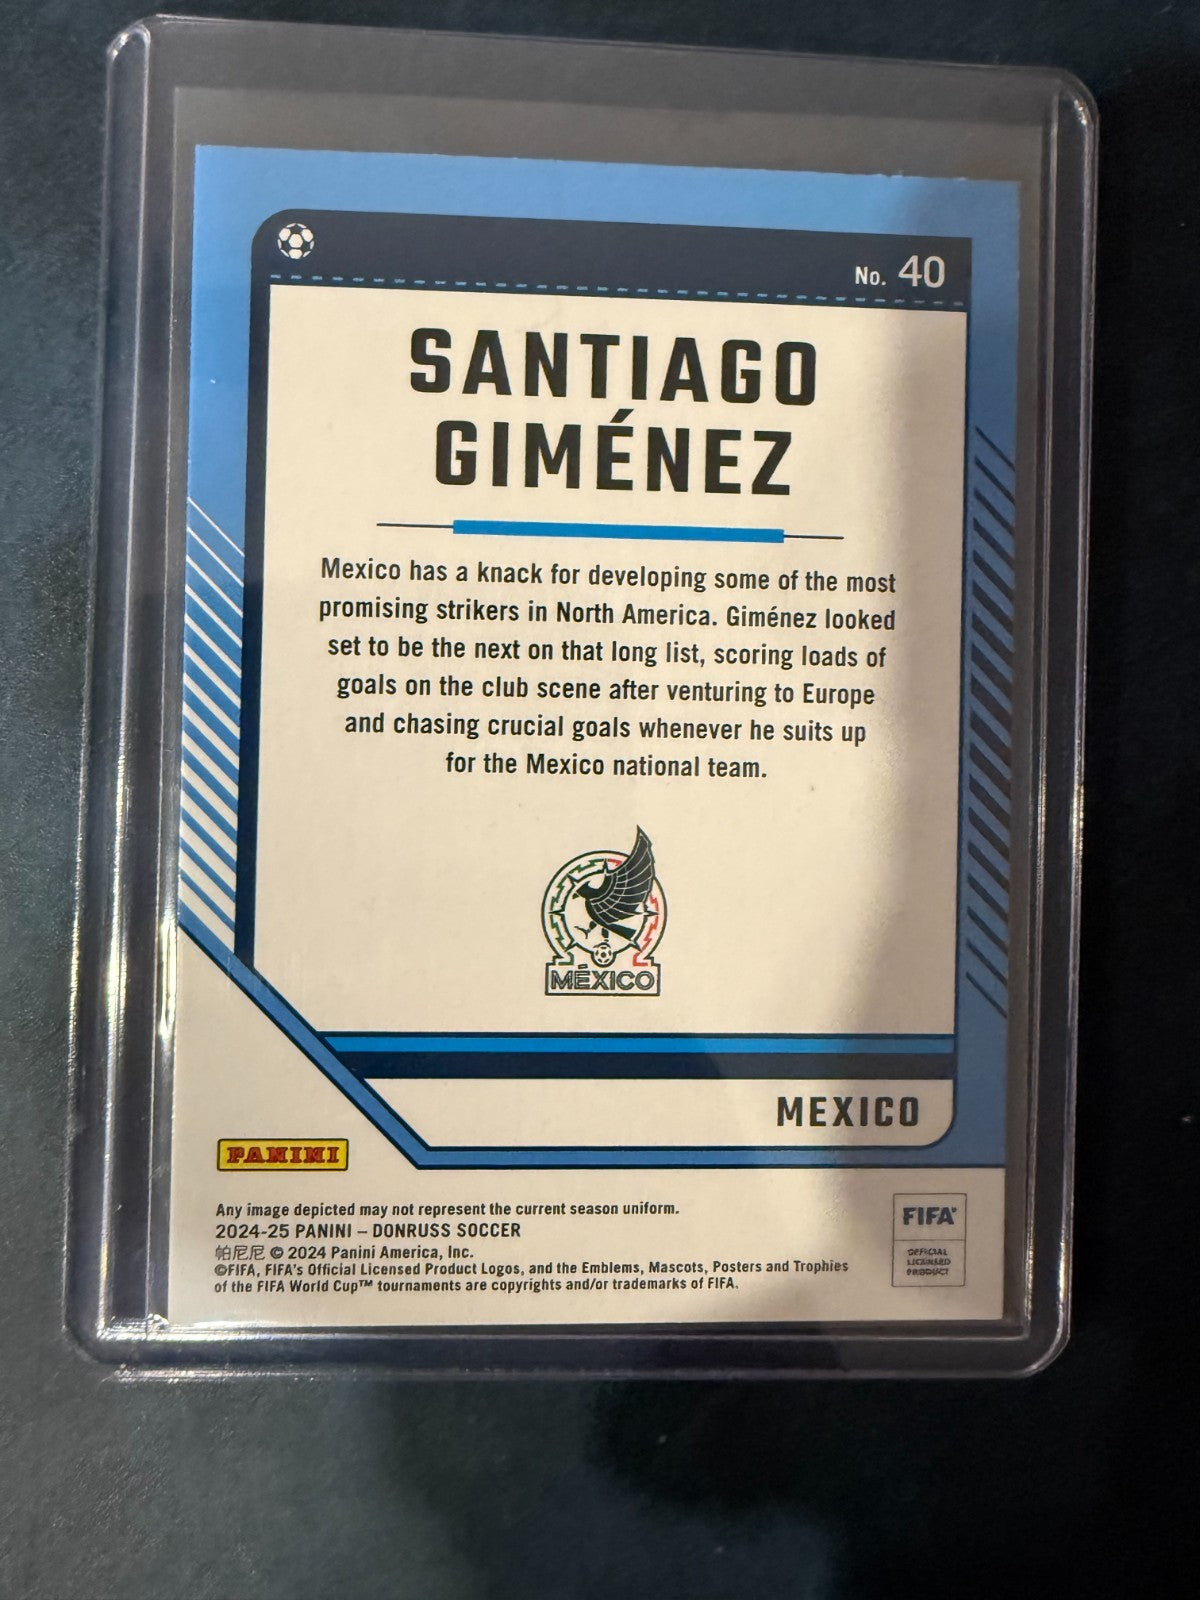 No. 40
SANTIAGO
GIMÉNEZ
Mexico has a knack for developing some of the most
promising strikers in North America. Giménez looked
set to be the next on that long list, scoring loads of
goals on the club scene after venturing to Europe
and chasing crucial goals whenever he suits up
for the Mexico national team.
MÉXICO
MEXICO
PANINI
Any image depicted may not represent the current season uniform.
2024-25 PANINI – DONRUSS SOCCER
帕尼尼 © 2024 Panini America, Inc.
©FIFA, FIFA's Official Licensed Product Logos, and the Emblems, Mascots, Posters and Trophies
of the FIFA World Cup™ tournaments are copyrights and/or trademarks of FIFA.
FIFA®
OFFICIAL
LICENSED
PRODUCT